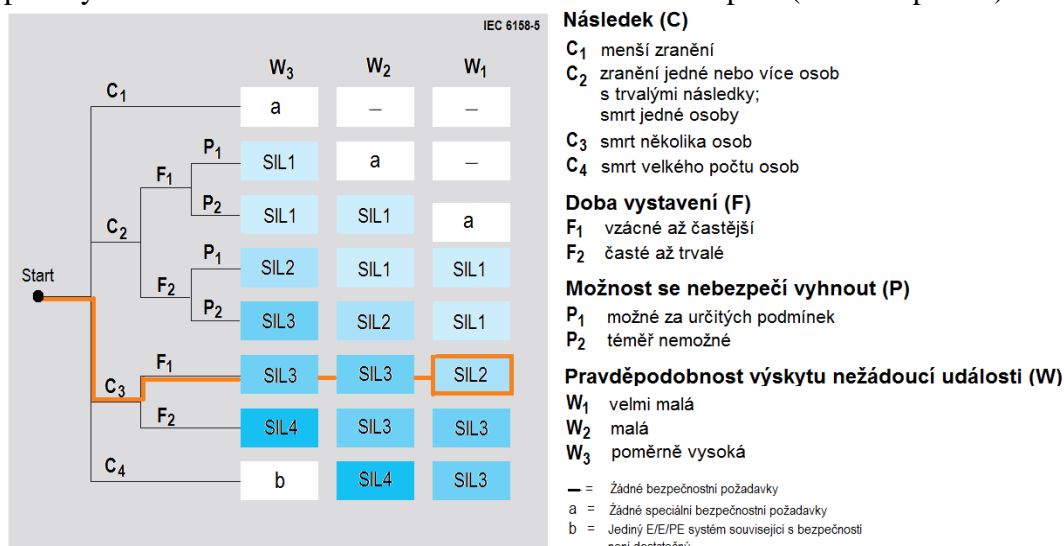 IEC 6158-5
W3 W2 W1
C1 a – –
P1 SIL1 a –
F1
P2 SIL1 SIL1 a
C2
P1 SIL2 SIL1 SIL1
F2
P2 SIL3 SIL2 SIL1
Start
F1 SIL3 SIL3 SIL2
C3
F2 SIL4 SIL3 SIL3
C4 b SIL4 SIL3
Následek (C)
C1 menší zranění
C2 zranění jedné nebo více osob
s trvalými následky;
smrt jedné osoby
C3 smrt několika osob
C4 smrt velkého počtu osob
Doba vystavení (F)
F1 vzácné až častější
F2 časté až trvalé
Možnost se nebezpečí vyhnout (P)
P1 možné za určitých podmínek
P2 téměř nemožné
Pravděpodobnost výskytu nežádoucí události (W)
W1 velmi malá
W2 malá
W3 poměrně vysoká
– = Žádné bezpečnostní požadavky
a = Žádné speciální bezpečnostní požadavky
b = Jediný E/E/PE systém související s bezpečností